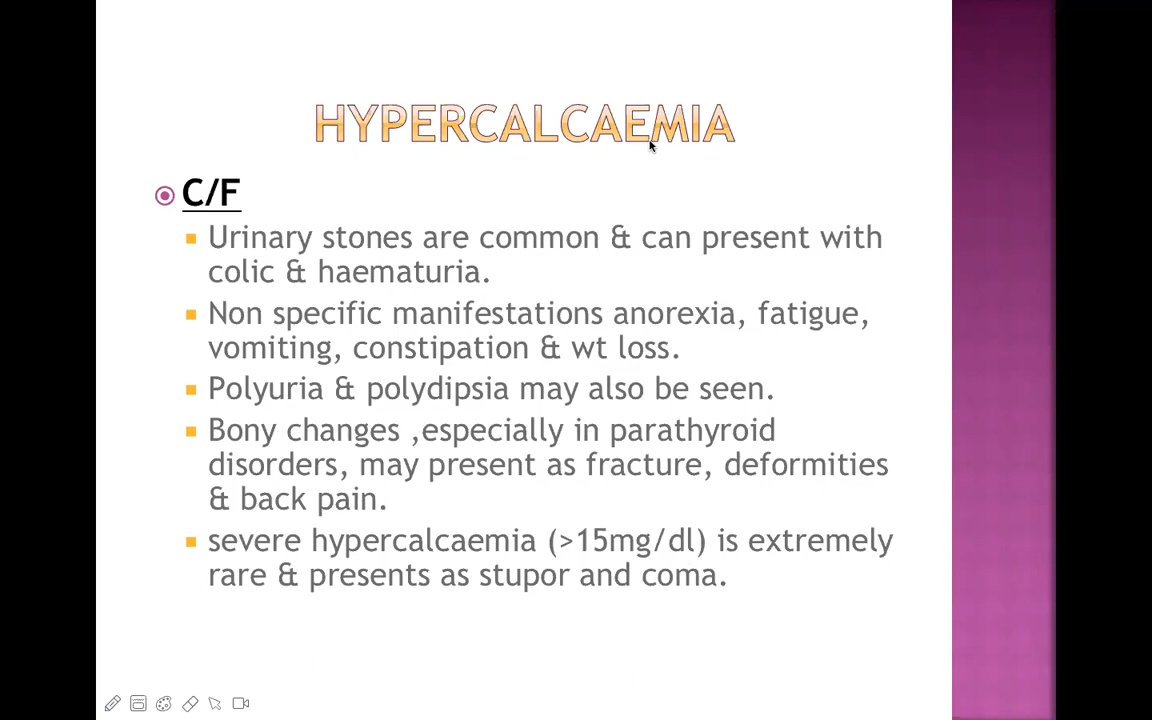 HYPERCALCAEMIA
C/F
Urinary stones are common & can present with
colic & haematuria.
Non specific manifestations anorexia, fatigue,
vomiting, constipation & wt loss.
Polyuria & polydipsia may also be seen.
Bony changes ,especially in parathyroid
disorders, may present as fracture, deformities
& back pain.
severe hypercalcaemia (>15mg/dl) is extremely
rare & presents as stupor and coma.